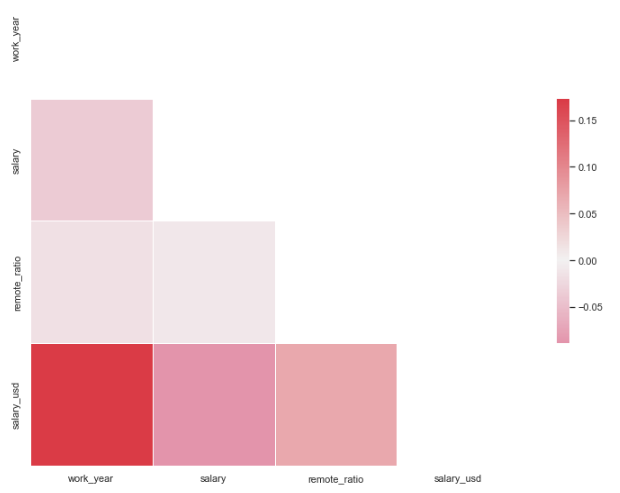 work_year
salary
remote_ratio
salary_usd
0.15
0.10
0.05
0.00
−0.05
work_year salary remote_ratio salary_usd